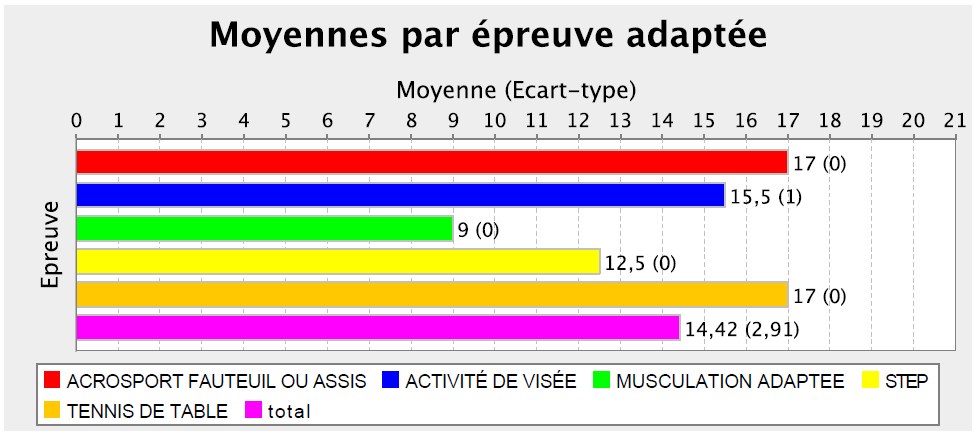 Moyennes par épreuve adaptée
Moyenne (Ecart-type)
0 1 2 3 4 5 6 7 8 9 10 11 12 13 14 15 16 17 18 19 20 21
Epreuve
17 (0)
15,5 (1)
9 (0)
12,5 (0)
17 (0)
14,42 (2,91)
ACROSPORT FAUTEUIL OU ASSIS ACTIVITÉ DE VISÉE MUSCULATION ADAPTEE STEP
TENNIS DE TABLE total